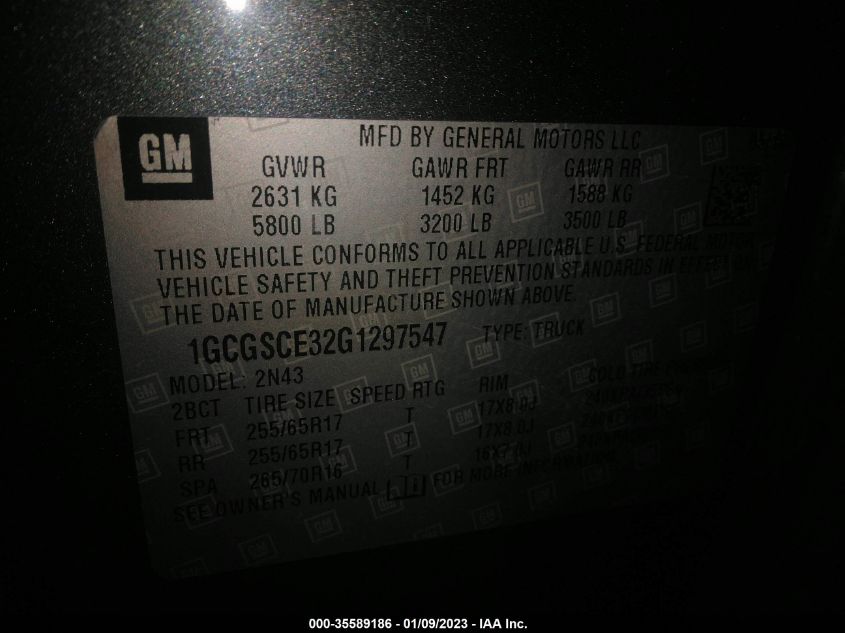 GM
MFD BY GENERAL MOTORS LLC
GVWR GAWR FRT GAWR RR
2631 KG 1452 KG 1588 KG
5800 LB 3200 LB 3500 LB
THIS VEHICLE CONFORMS TO ALL APPLICABLE U.S. FEDERAL MOTOR
VEHICLE SAFETY AND THEFT PREVENTION STANDARDS IN EFFECT ON
THE DATE OF MANUFACTURE SHOWN ABOVE.
1GCGSCE32G1297547 TYPE: TRUCK
MODEL: 2N43
2BCT TIRE SIZE SPEED RTG RIM COLD TIRE
FRT 255/65R17 T 17X8.0J
RR 255/65R17 T 17X8.0J
SPA 265/70R16 T
SEE OWNER'S MANUAL FOR MORE INFORMATION
000-35589186 - 01/09/2023 - IAA Inc.